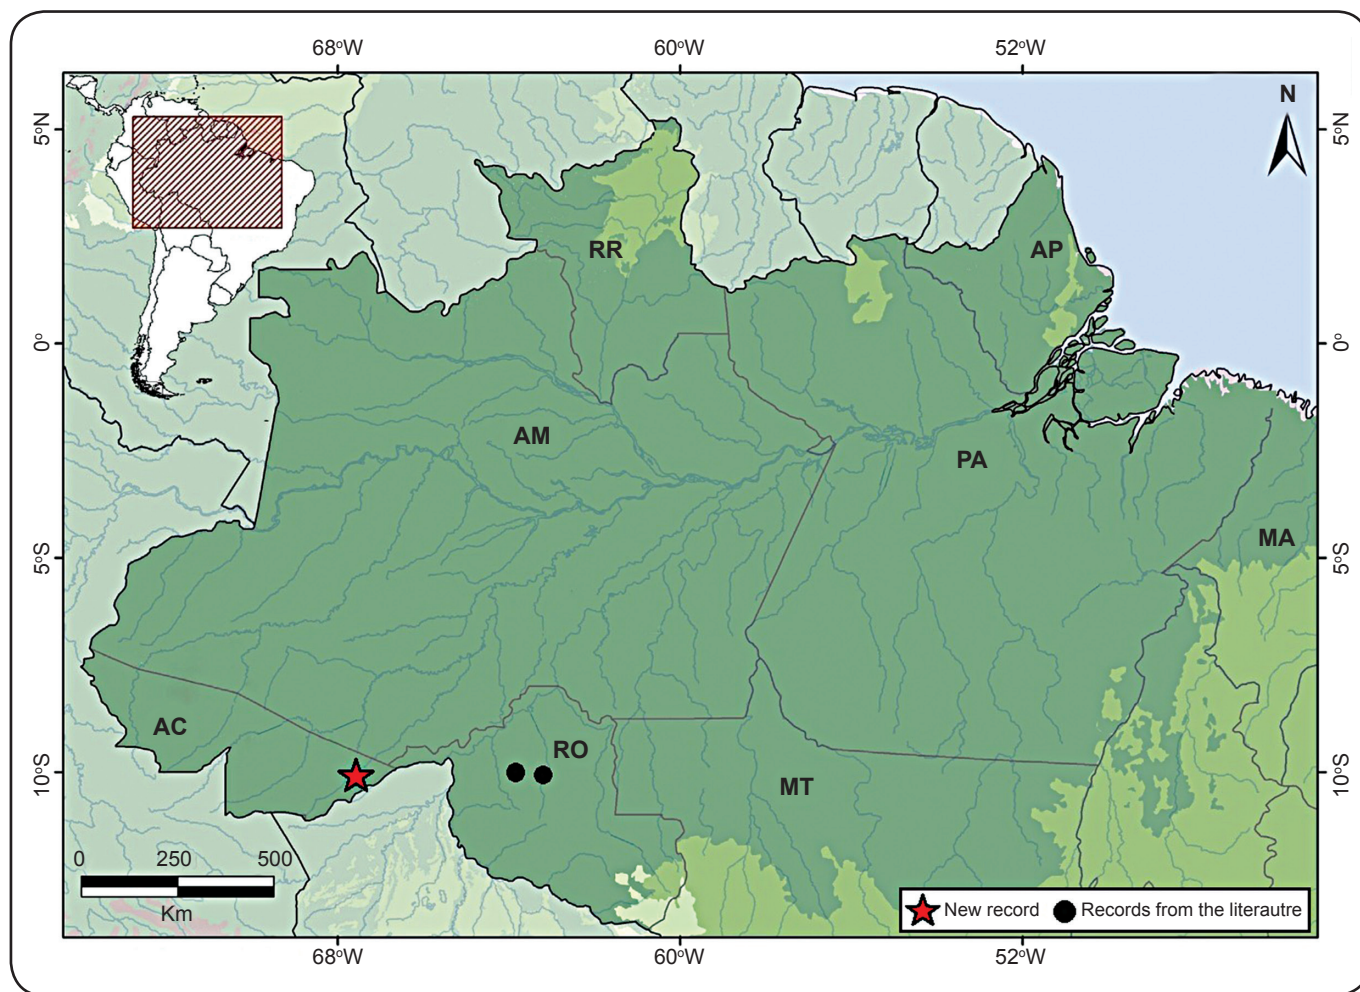 68°W 60°W 52°W
N
5°N 5°N
RR AP
0° 0°
AM
PA
MA
5°S 5°S
AC
RO
10°S 10°S
MT
0 250 500
Km
New record Records from the literautre
68°W 60°W 52°W